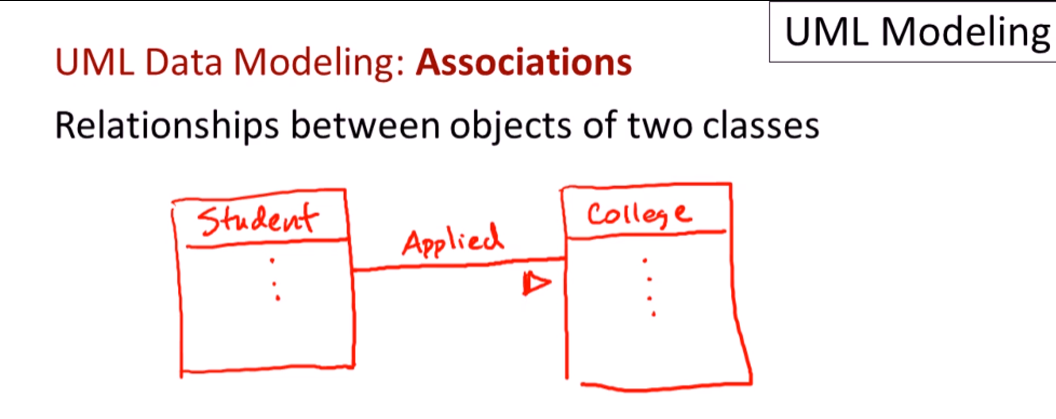 UML Modeling
UML Data Modeling: Associations
Relationships between objects of two classes
Student
Applied
College